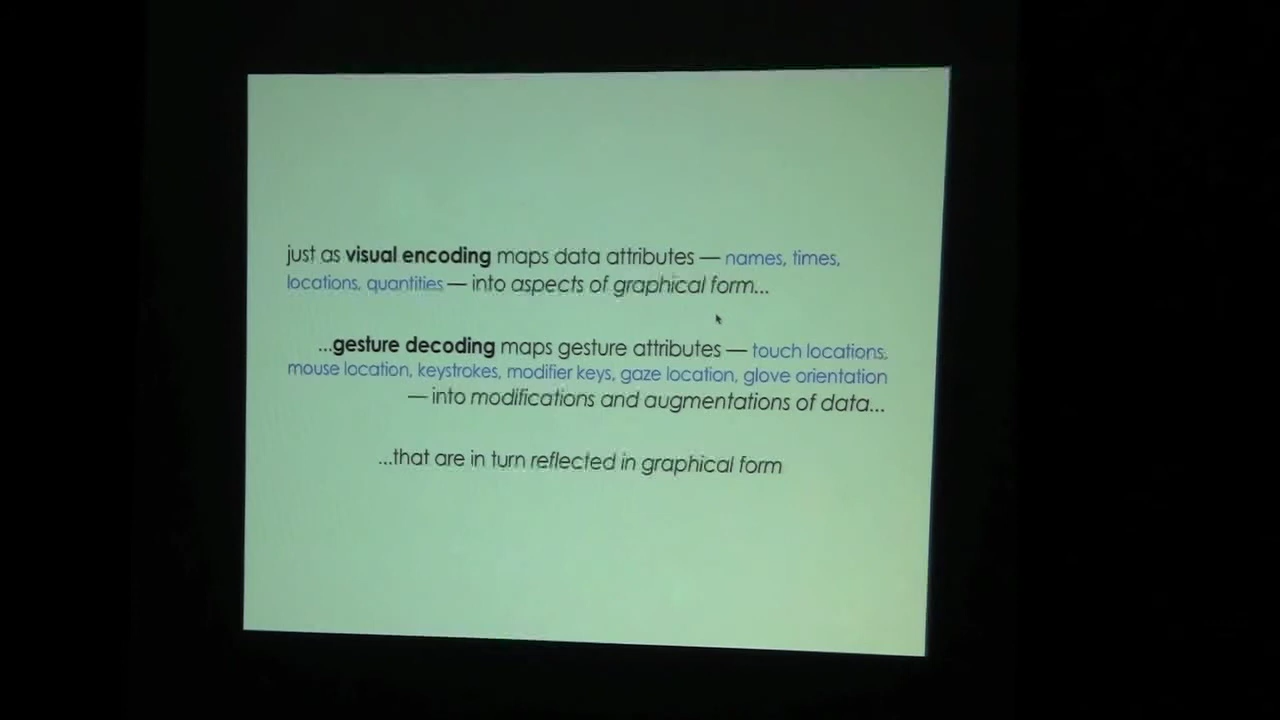 just as visual encoding maps data attributes — names, times,
locations, quantities — into aspects of graphical form...
...gesture decoding maps gesture attributes — touch locations,
mouse location, keystrokes, modifier keys, gaze location, glove orientation
— into modifications and augmentations of data...
...that are in turn reflected in graphical form